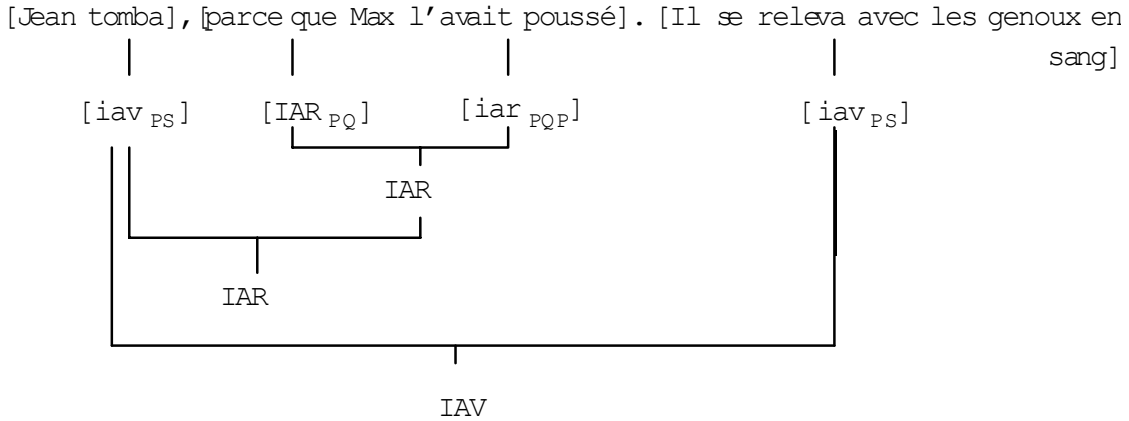 [Jean tomba], [parce que Max l'avait poussé]. [Il se releva avec les genoux en
sang]
[iav PS] [IAR PQ] [iar PQP] [iav PS]
IAR
IAR
IAV